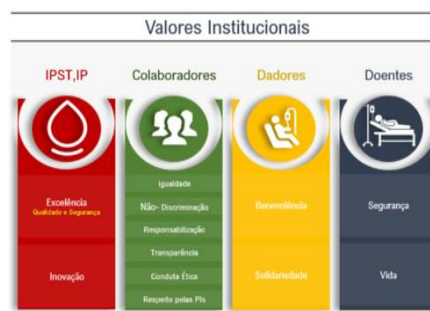 Valores Institucionais
IPST,IP
Colaboradores
Dadores
Doentes
Excelência
Qualidade e Segurança
Inovação
Igualdade
Não- Discriminação
Responsabilização
Transparência
Conduta Ética
Respeito pelas PIs
Benevolência
Solidariedade
Segurança
Vida